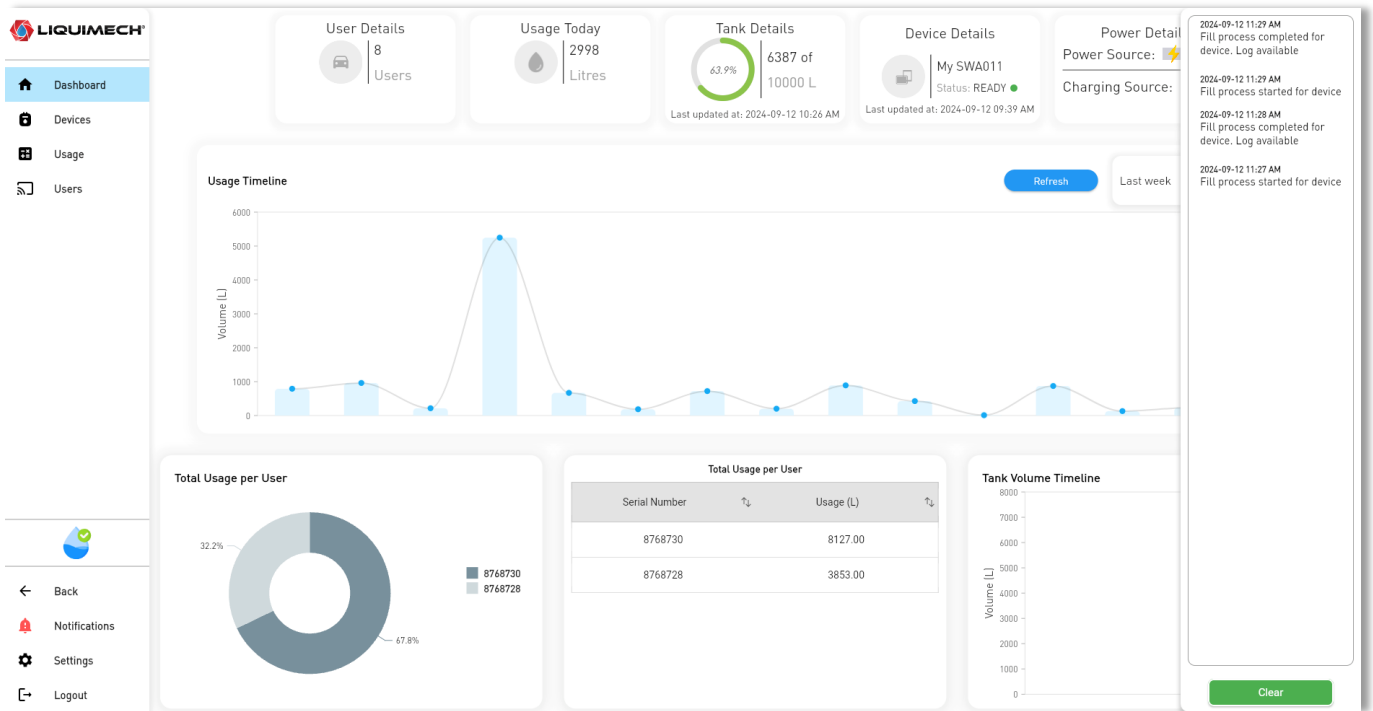 LIQUIMECH®
Dashboard
Devices
Usage
Users
Back
Notifications
Settings
Logout
User Details
8
Users
Usage Today
2998
Litres
Tank Details
63.9%
6387 of
10000 L
Last updated at: 2024-09-12 10:26 AM
Device Details
My SWA011
Status: READY
Last updated at: 2024-09-12 09:39 AM
Power Detai
Power Source:
Charging Source:
Usage Timeline
Refresh
Last week
Volume (L)
6000
5000
4000
3000
2000
1000
0
Total Usage per User
32.2%
67.8%
8768730
8768728
Total Usage per User
Serial Number
Usage (L)
8768730
8127.00
8768728
3853.00
Tank Volume Timeline
Volume (L)
8000
7000
6000
5000
4000
3000
2000
1000
0
2024-09-12 11:29 AM
Fill process completed for
device. Log available
2024-09-12 11:29 AM
Fill process started for device
2024-09-12 11:28 AM
Fill process completed for
device. Log available
2024-09-12 11:27 AM
Fill process started for device
Clear